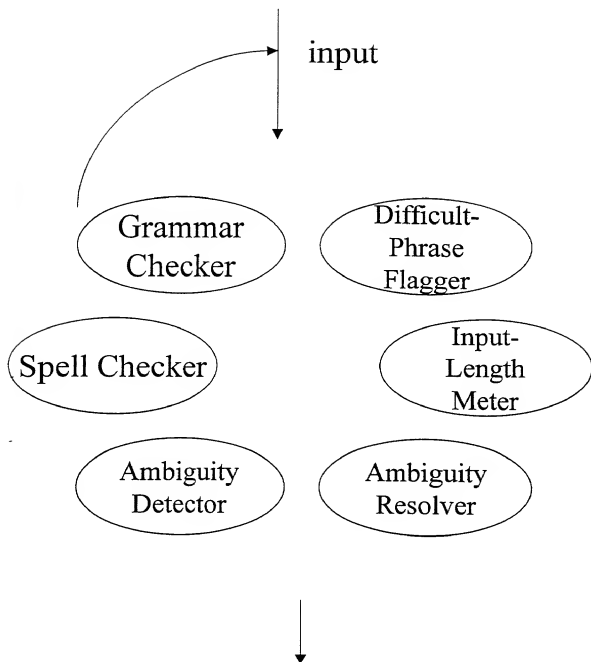 input
Grammar
Checker
Difficult-
Phrase
Flagger
Spell Checker
Input-
Length
Meter
Ambiguity
Detector
Ambiguity
Resolver